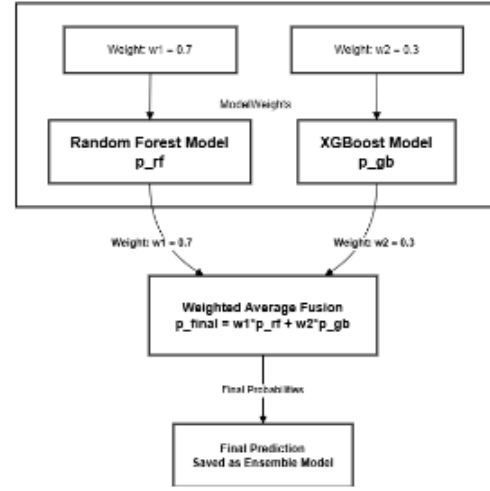 Weight: w1 = 0.7
Weight: w2 = 0.3
ModelWeights
Random Forest Model
p_rf
XGBoost Model
p_gb
Weight: w1 = 0.7
Weight: w2 = 0.3
Weighted Average Fusion
p_final = w1*p_rf + w2*p_gb
Final Probabilities
Final Prediction
Saved as Ensemble Model